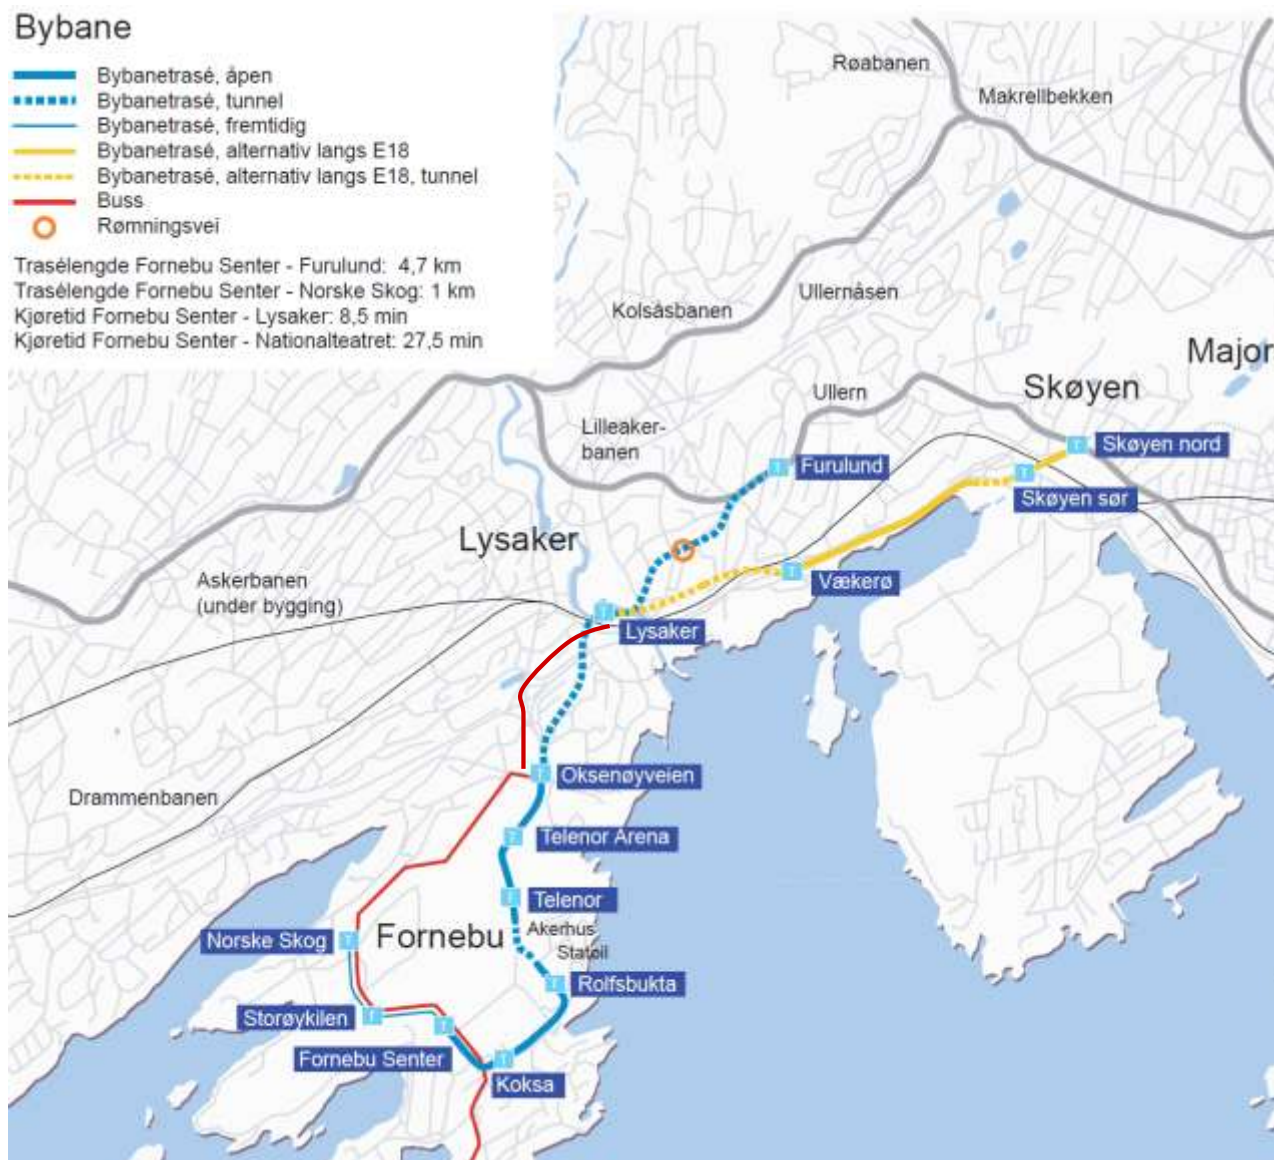 Bybane
Bybanetrasé, åpen
Bybanetrasé, tunnel
Bybanetrasé, fremtidig
Bybanetrasé, alternativ langs E18
Bybanetrasé, alternativ langs E18, tunnel
Buss
Rømningsvei
Trasélengde Fornebu Senter - Furulund: 4,7 km
Trasélengde Fornebu Senter - Norske Skog: 1 km
Kjøretid Fornebu Senter - Lysaker: 8,5 min
Kjøretid Fornebu Senter - Nationalteatret: 27,5 min
Røabanen
Makrellbekken
Ullernåsen
Kolsåsbanen
Major
Skøyen
Ullern
Lilleaker-
banen
Skøyen nord
Furulund
Skøyen sør
Lysaker
Askerbanen
(under bygging)
Vækerø
Lysaker
Oksenøyveien
Drammenbanen
Telenor Arena
Telenor
Akerhus
Statoil
Norske Skog
Fornebu
Rolfsbukta
Storøykilen
Fornebu Senter
Koksa